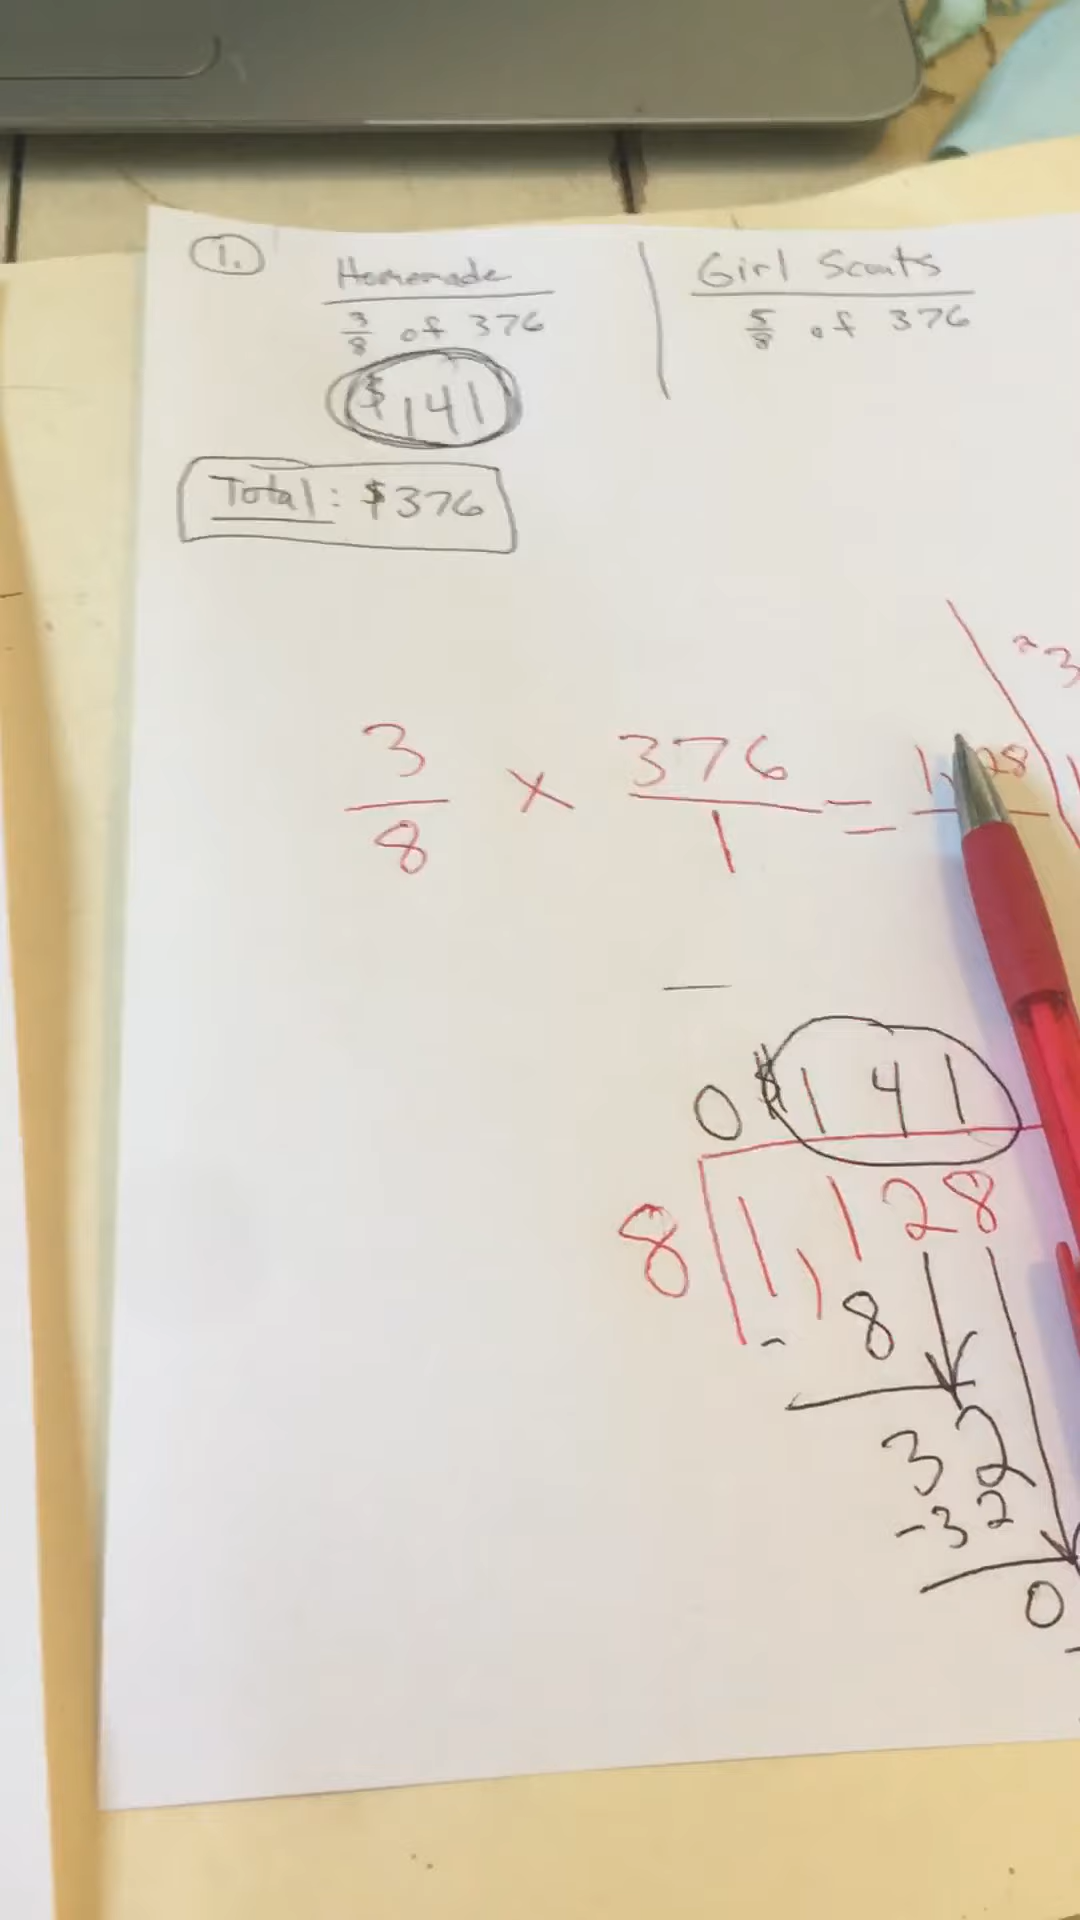 1.
Homemade
3/8 of 376
$141
Total: $376
Girl Scouts
5/8 of 376
3/8 × 376/1 =
0 $141
8 1,128
- 8
32
-32
0